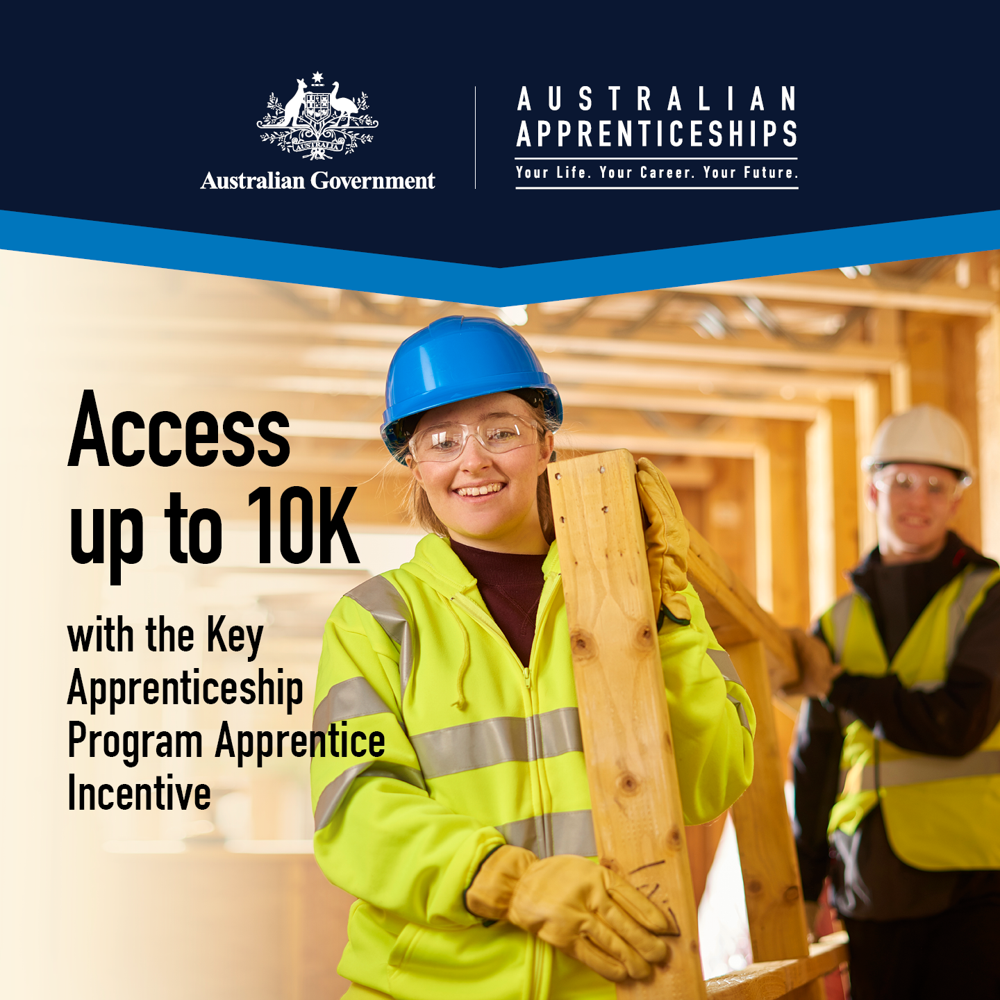 AUSTRALIA
Australian Government
AUSTRALIAN
APPRENTICESHIPS
Your Life. Your Career. Your Future.
Access
up to 10K
with the Key
Apprenticeship
Program Apprentice
Incentive